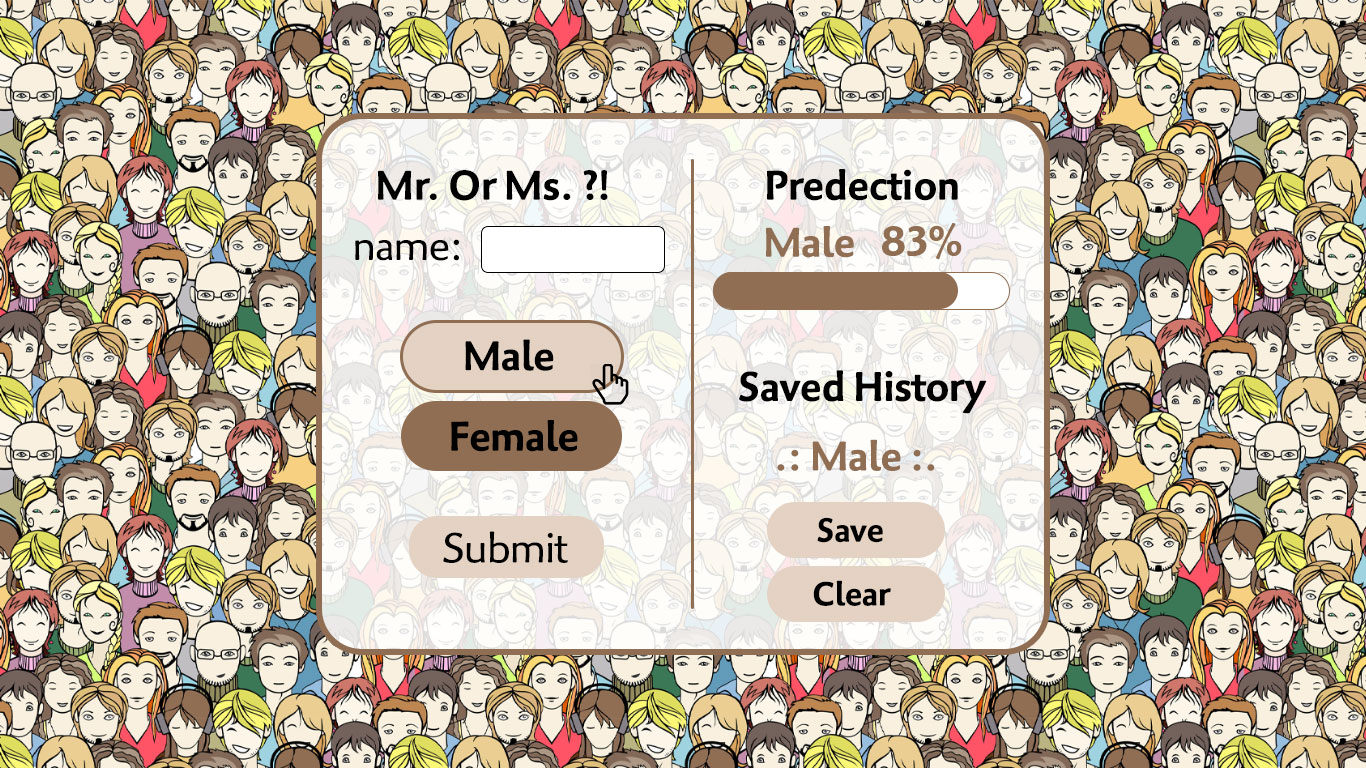 Mr. Or Ms. ?!
name:
Male
Female
Submit
Predection
Male 83%
Saved History
.: Male :.
Save
Clear